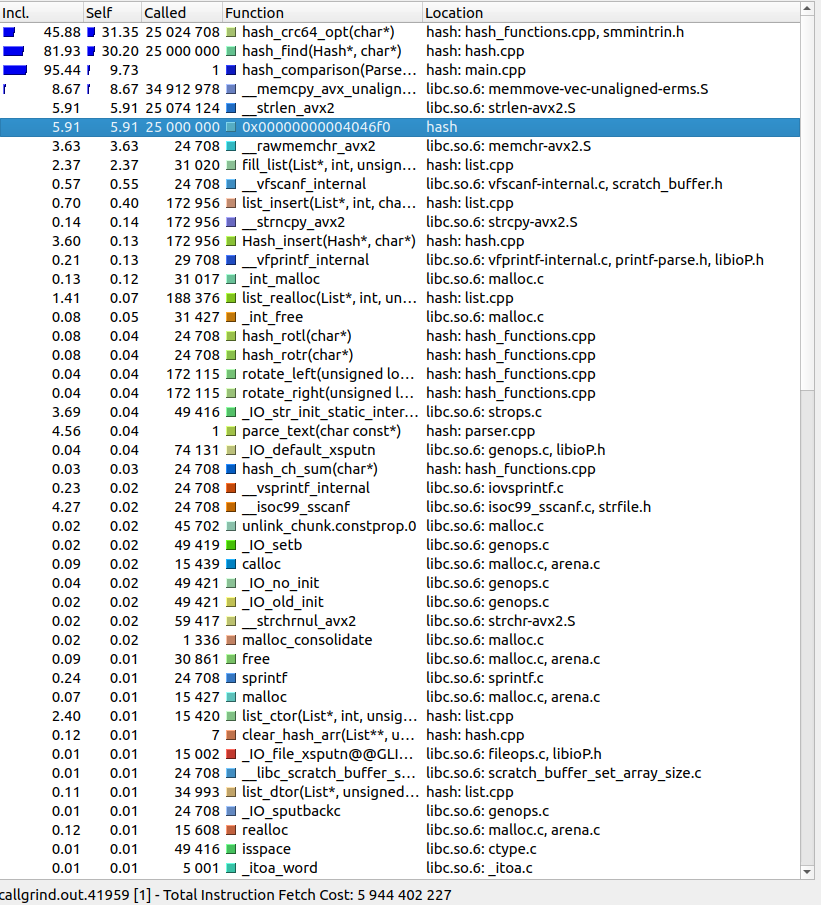 Incl. Self Called Function Location
45.88 31.35 25 024 708 hash_crc64_opt(char*) hash: hash_functions.cpp, smmintrin.h
81.93 30.20 25 000 000 hash_find(Hash*, char*) hash: hash.cpp
95.44 9.73 1 hash_comparison(Parse... hash: main.cpp
8.67 8.67 34 912 978 __memcpy_avx_unalign... libc.so.6: memmove-vec-unaligned-erms.S
5.91 5.91 25 074 124 __strlen_avx2 libc.so.6: strlen-avx2.S
5.91 5.91 25 000 000 0x00000000004046f0 hash
3.63 3.63 24 708 __rawmemchr_avx2 libc.so.6: memchr-avx2.S
2.37 2.37 31 020 fill_list(List*, int, unsign... hash: list.cpp
0.57 0.55 24 708 __vfscanf_internal libc.so.6: vfscanf-internal.c, scratch_buffer.h
0.70 0.40 172 956 list_insert(List*, int, cha... hash: list.cpp
0.14 0.14 172 956 __strncpy_avx2 libc.so.6: strcpy-avx2.S
3.60 0.13 172 956 Hash_insert(Hash*, char*) hash: hash.cpp
0.21 0.13 29 708 __vfprintf_internal libc.so.6: vfprintf-internal.c, printf-parse.h, libioP.h
0.13 0.12 31 017 _int_malloc libc.so.6: malloc.c
1.41 0.07 188 376 list_realloc(List*, int, un... hash: list.cpp
0.08 0.05 31 427 _int_free libc.so.6: malloc.c
0.08 0.04 24 708 hash_rotl(char*) hash: hash_functions.cpp
0.08 0.04 24 708 hash_rotr(char*) hash: hash_functions.cpp
0.04 0.04 172 115 rotate_left(unsigned lo... hash: hash_functions.cpp
0.04 0.04 172 115 rotate_right(unsigned l... hash: hash_functions.cpp
3.69 0.04 49 416 _IO_str_init_static_inter... libc.so.6: strops.c
4.56 0.04 1 parce_text(char const*) hash: parser.cpp
0.04 0.04 74 131 _IO_default_xsputn libc.so.6: genops.c, libioP.h
0.03 0.03 24 708 hash_ch_sum(char*) hash: hash_functions.cpp
0.23 0.02 24 708 __vsprintf_internal libc.so.6: iovsprintf.c
4.27 0.02 24 708 __isoc99_sscanf libc.so.6: isoc99_sscanf.c, strfile.h
0.02 0.02 45 702 unlink_chunk.constprop.0 libc.so.6: malloc.c
0.02 0.02 49 419 _IO_setb libc.so.6: genops.c
0.09 0.02 15 439 calloc libc.so.6: malloc.c, arena.c
0.04 0.02 49 421 _IO_no_init libc.so.6: genops.c
0.02 0.02 49 421 _IO_old_init libc.so.6: genops.c
0.02 0.02 59 417 __strchrnul_avx2 libc.so.6: strchr-avx2.S
0.02 0.02 1 336 malloc_consolidate libc.so.6: malloc.c
0.09 0.01 30 861 free libc.so.6: malloc.c, arena.c
0.24 0.01 24 708 sprintf libc.so.6: sprintf.c
0.07 0.01 15 427 malloc libc.so.6: malloc.c, arena.c
2.40 0.01 15 420 list_ctor(List*, int, unsig... hash: list.cpp
0.12 0.01 7 clear_hash_arr(List**, u... hash: hash.cpp
0.01 0.01 15 002 _IO_file_xsputn@@GLI... libc.so.6: fileops.c, libioP.h
0.01 0.01 24 708 __libc_scratch_buffer_s... libc.so.6: scratch_buffer_set_array_size.c
0.11 0.01 34 993 list_dtor(List*, unsigned... hash: list.cpp
0.01 0.01 24 708 _IO_sputbackc libc.so.6: genops.c
0.12 0.01 15 608 realloc libc.so.6: malloc.c, arena.c
0.01 0.01 49 416 isspace libc.so.6: ctype.c
0.01 0.01 5 001 _itoa_word libc.so.6: _itoa.c
callgrind.out.41959 [1] - Total Instruction Fetch Cost: 5 944 402 227